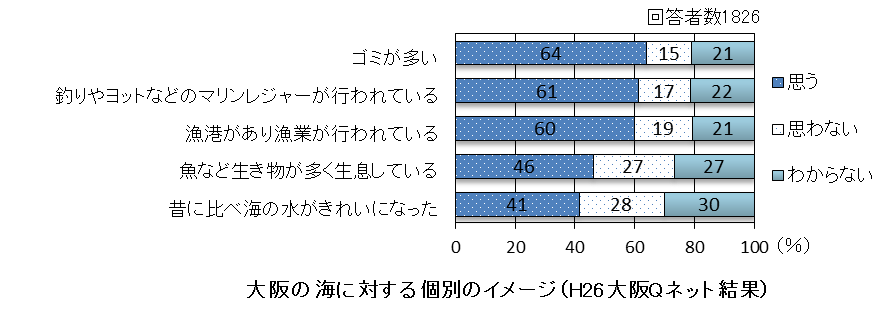 回答者数1826
ゴミが多い 64 15 21
釣りやヨットなどのマリンレジャーが行われている 61 17 22
漁港があり漁業が行われている 60 19 21
魚など生き物が多く生息している 46 27 27
昔に比べ海の水がきれいになった 41 28 30
思う
思わない
わからない
0 20 40 60 80 100 (%)
大阪の海に対する個別のイメージ(H26大阪Qネット結果)